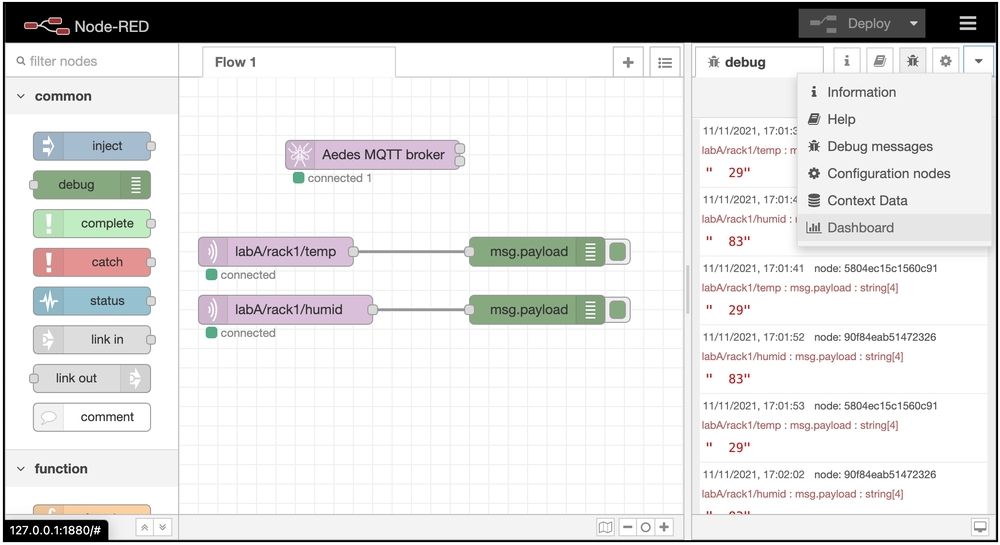 Node-RED
Deploy
filter nodes
common
inject
debug
complete
catch
status
link in
link out
comment
function
127.0.0.1:1880/#
Flow 1
Aedes MQTT broker
connected 1
labA/rack1/temp
msg.payload
connected
labA/rack1/humid
msg.payload
connected
debug
Information
Help
Debug messages
Configuration nodes
Context Data
Dashboard
11/11/2021, 17:01:3
labA/rack1/temp : m
"  29"
11/11/2021, 17:01:4
labA/rack1/humid :
"  83"
11/11/2021, 17:01:41 node: 5804ec15c1560c91
labA/rack1/temp : msg.payload : string[4]
"  29"
11/11/2021, 17:01:52 node: 90f84eab51472326
labA/rack1/humid : msg.payload : string[4]
"  83"
11/11/2021, 17:01:53 node: 5804ec15c1560c91
labA/rack1/temp : msg.payload : string[4]
"  29"
11/11/2021, 17:02:02 node: 90f84eab51472326
labA/rack1/humid : msg.payload : string[4]